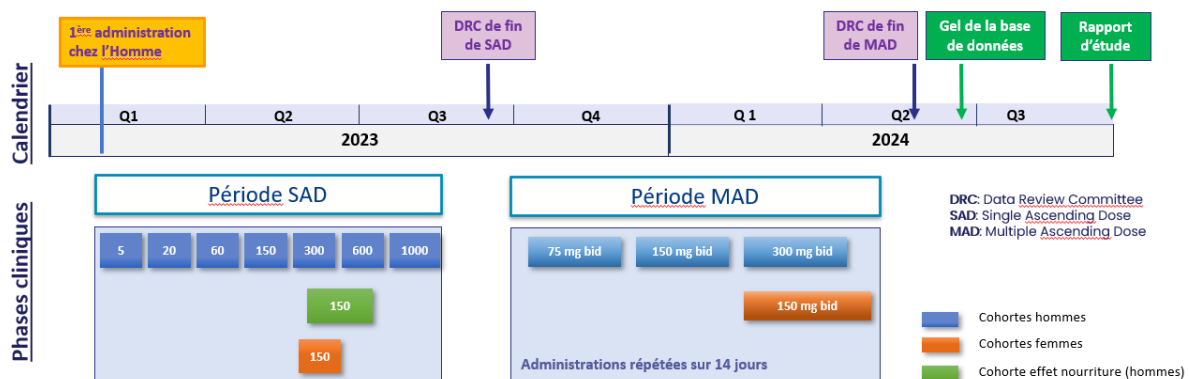 1ère administration
chez l'Homme
DRC de fin
de SAD
DRC de fin
de MAD
Gel de la base
de données
Rapport
d'étude
Calendrier
Q1
Q2
Q3
Q4
Q 1
Q2
Q3
2023
2024
Phases cliniques
Période SAD
Période MAD
DRC: Data Review Committee
SAD: Single Ascending Dose
MAD: Multiple Ascending Dose
5
20
60
150
300
600
1000
75 mg bid
150 mg bid
300 mg bid
150
150 mg bid
150
Administrations répétées sur 14 jours
Cohortes hommes
Cohortes femmes
Cohorte effet nourriture (hommes)